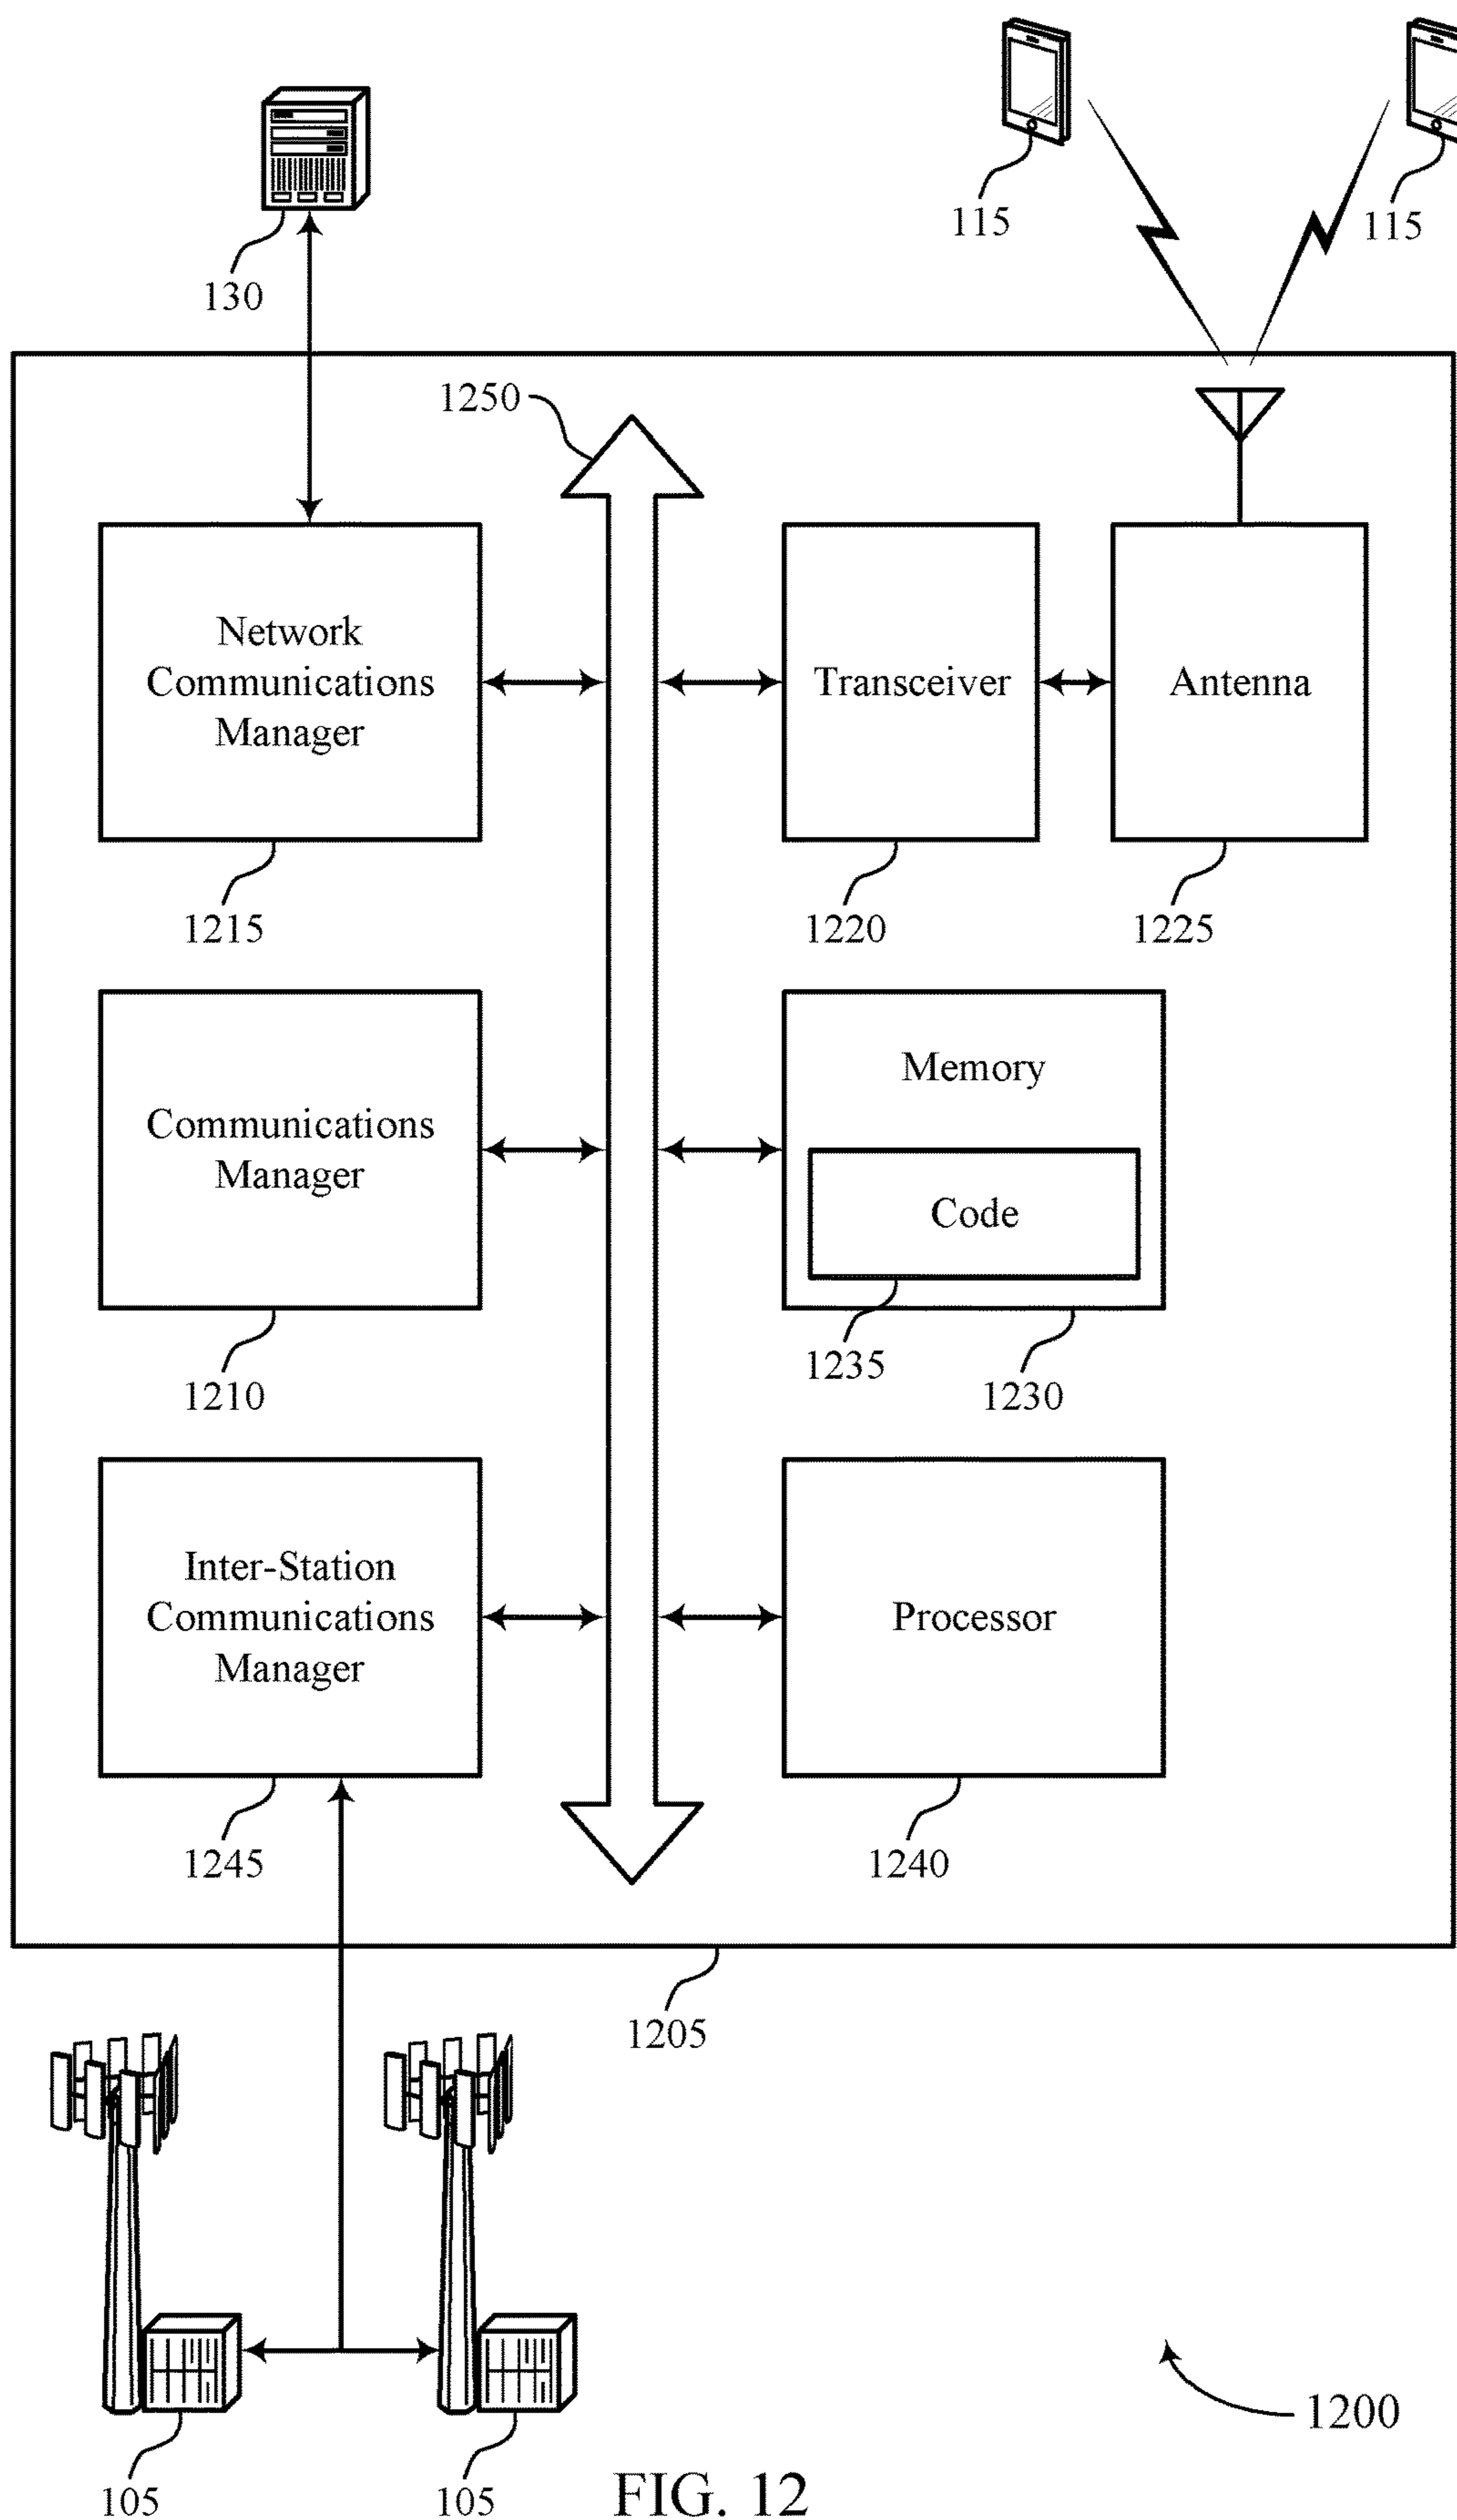 115
115
130
1250
Network
Communications
Manager
Transceiver
Antenna
1215
1220
1225
Communications
Manager
Memory
Code
1210
1235
1230
Inter-Station
Communications
Manager
Processor
1245
1240
1205
1200
105
105
FIG. 12